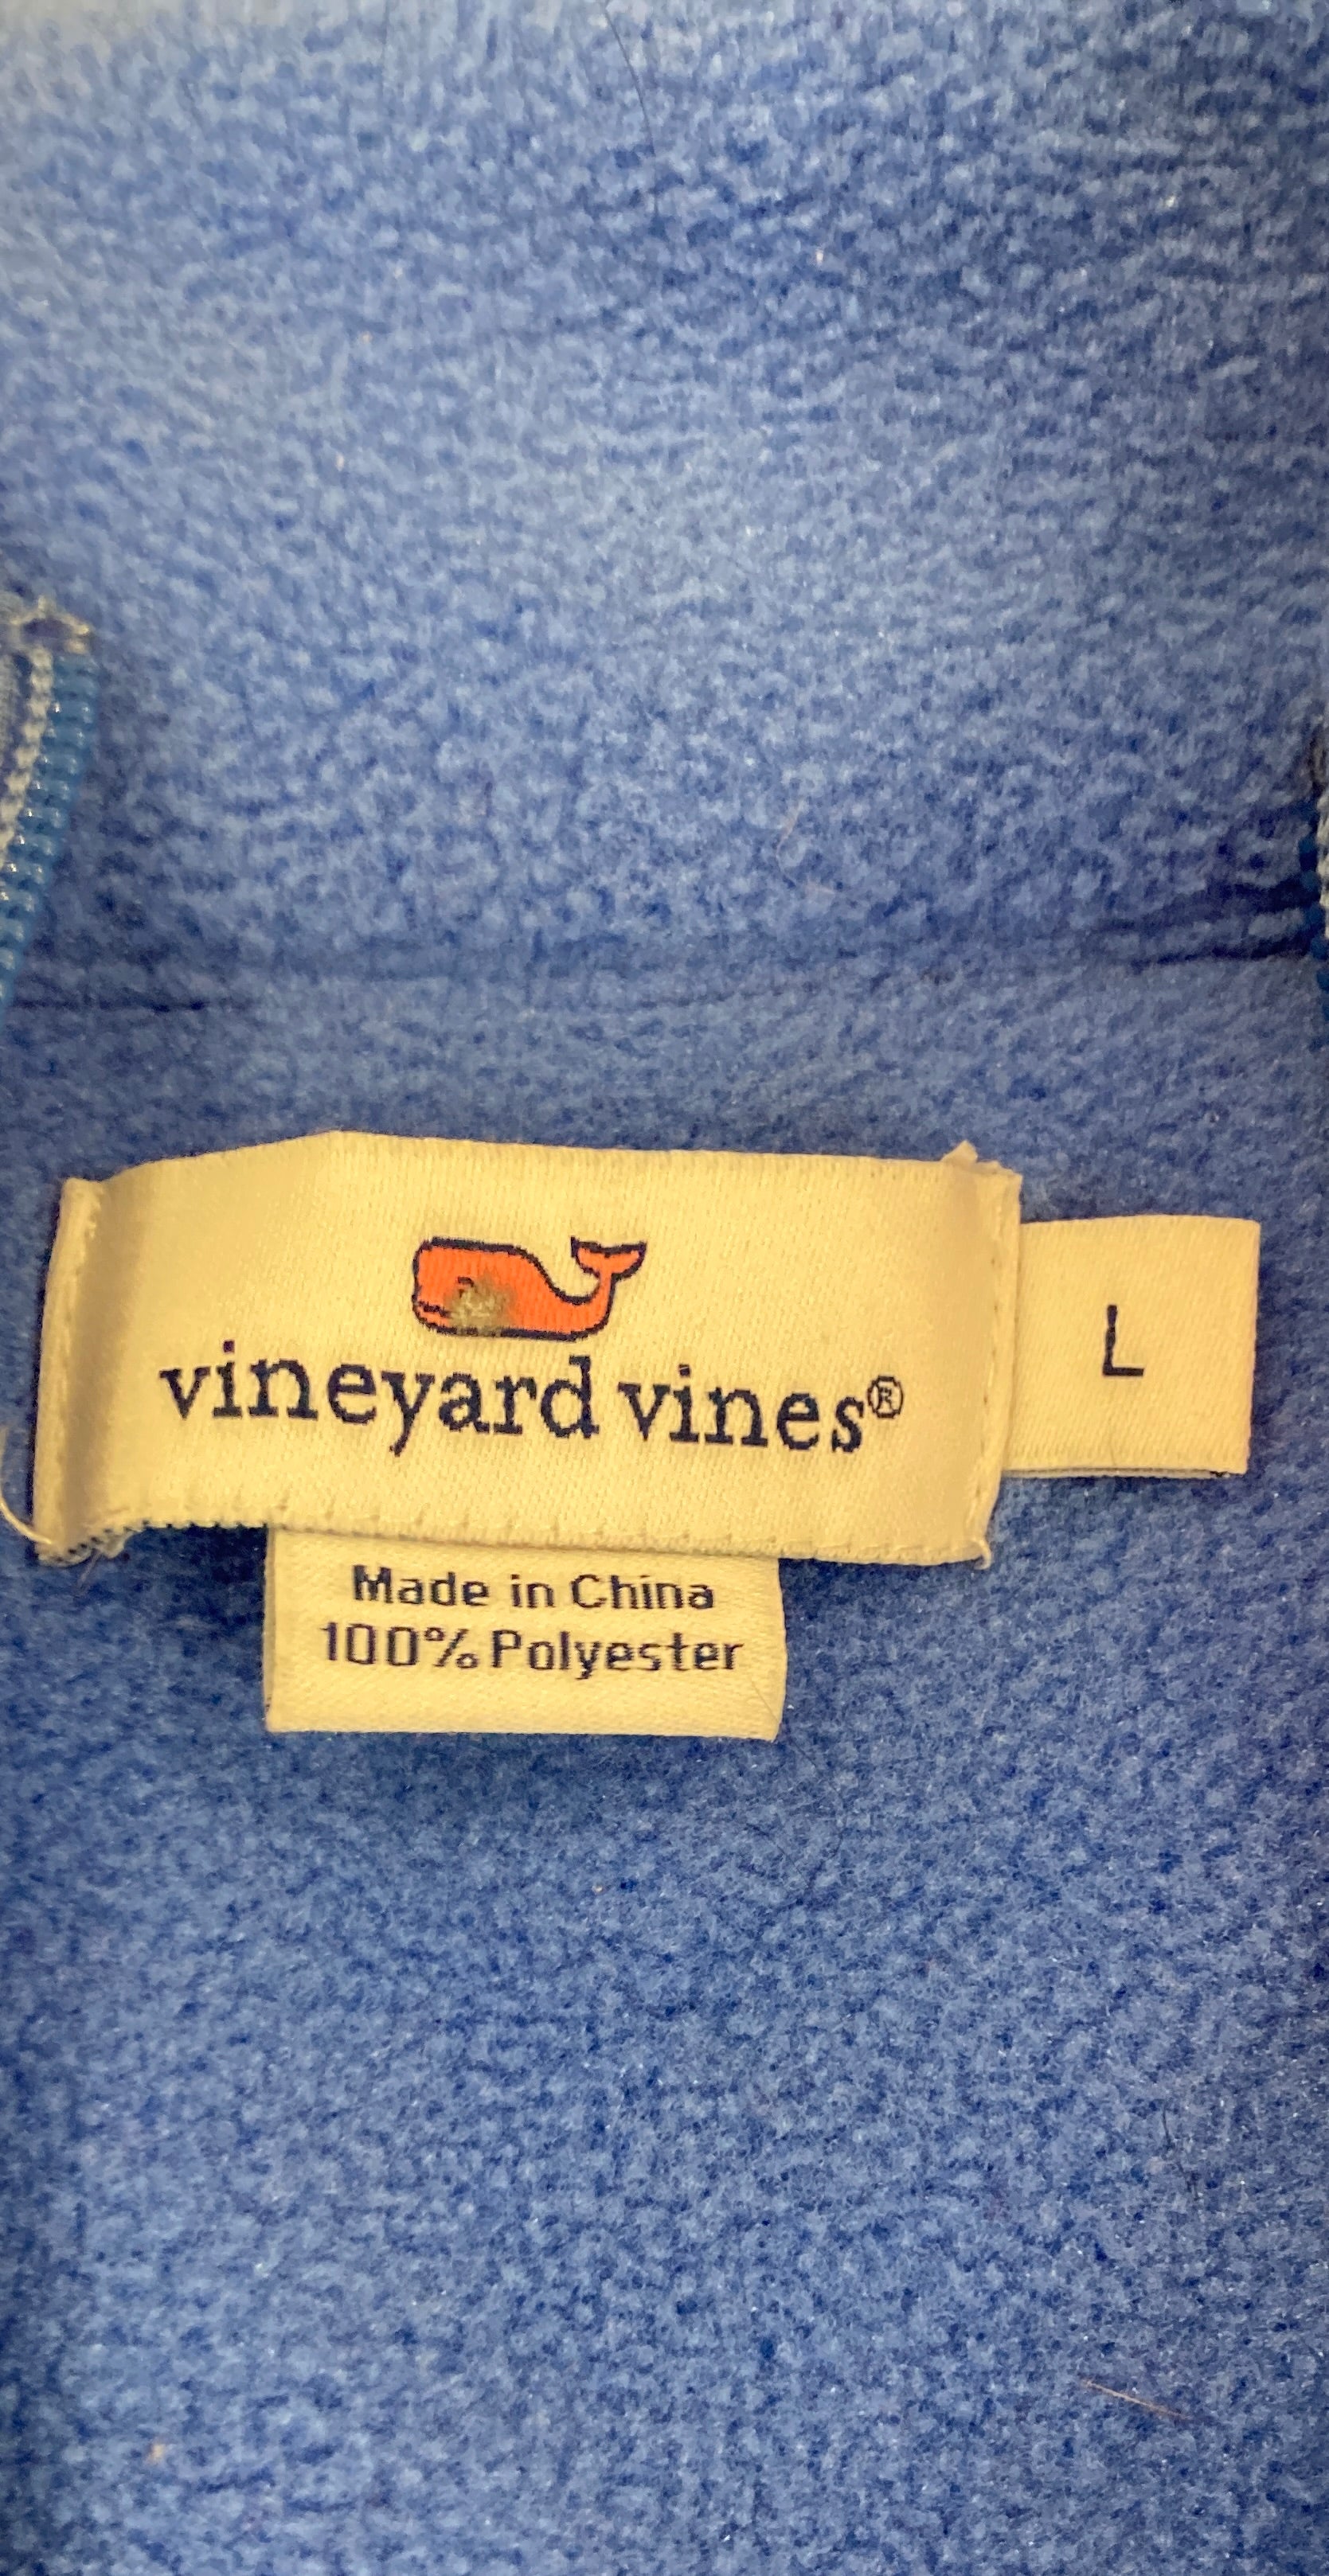 vineyard vines®
L
Made in China
100% Polyester